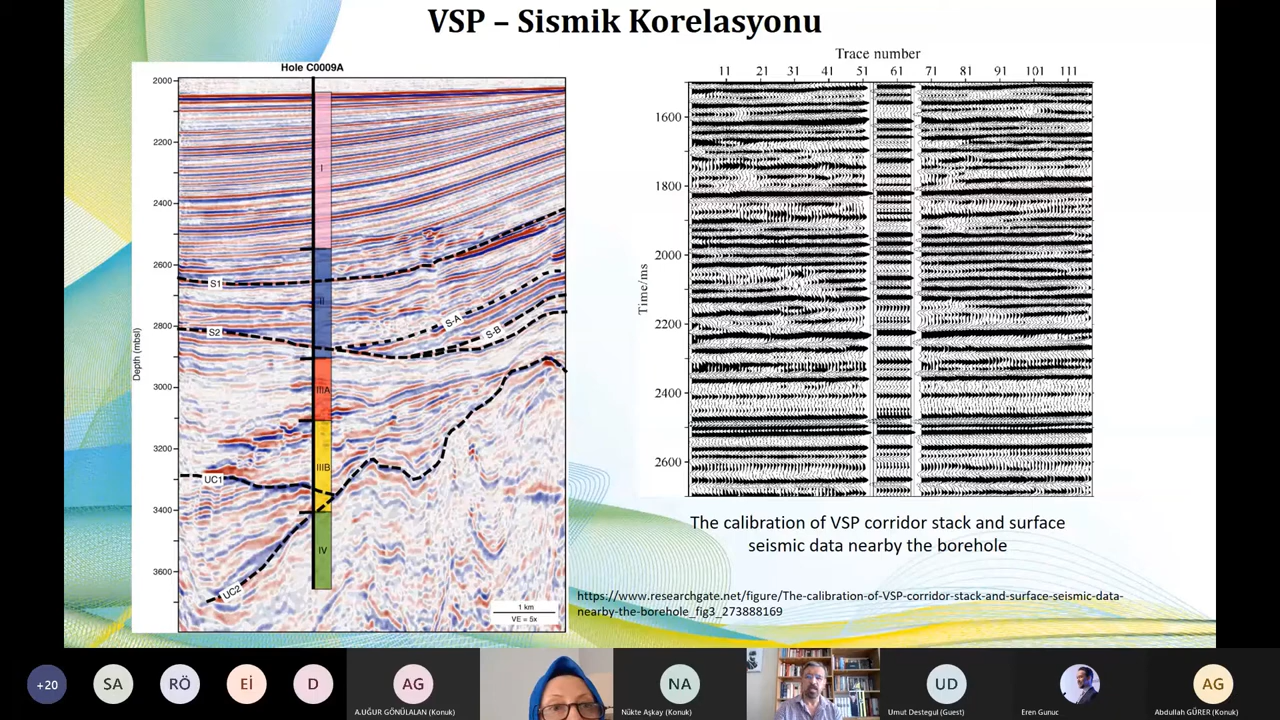 VSP – Sismik Korelasyonu
Hole C0009A
2000
2200
2400
2600
2800
3000
3200
3400
3600
Depth (mbsl)
I
II
IIIA
IIIB
IV
S1
S2
S-A
S-B
UC1
UC2
1 km
VE = 5x
Trace number
11 21 31 41 51 61 71 81 91 101 111
1600
1800
2000
2200
2400
2600
Time/ms
The calibration of VSP corridor stack and surface
seismic data nearby the borehole
https://www.researchgate.net/figure/The-calibration-of-VSP-corridor-stack-and-surface-seismic-data-
nearby-the-borehole_fig3_273888169
+20
SA
RÖ
Eİ
D
AG
A.UĞUR GÖNÜLALAN (Konuk)
NA
Nükte Aşkay (Konuk)
UD
Umut Destegul (Guest)
Eren Gunuc
AG
Abdullah GÜRER (Konuk)